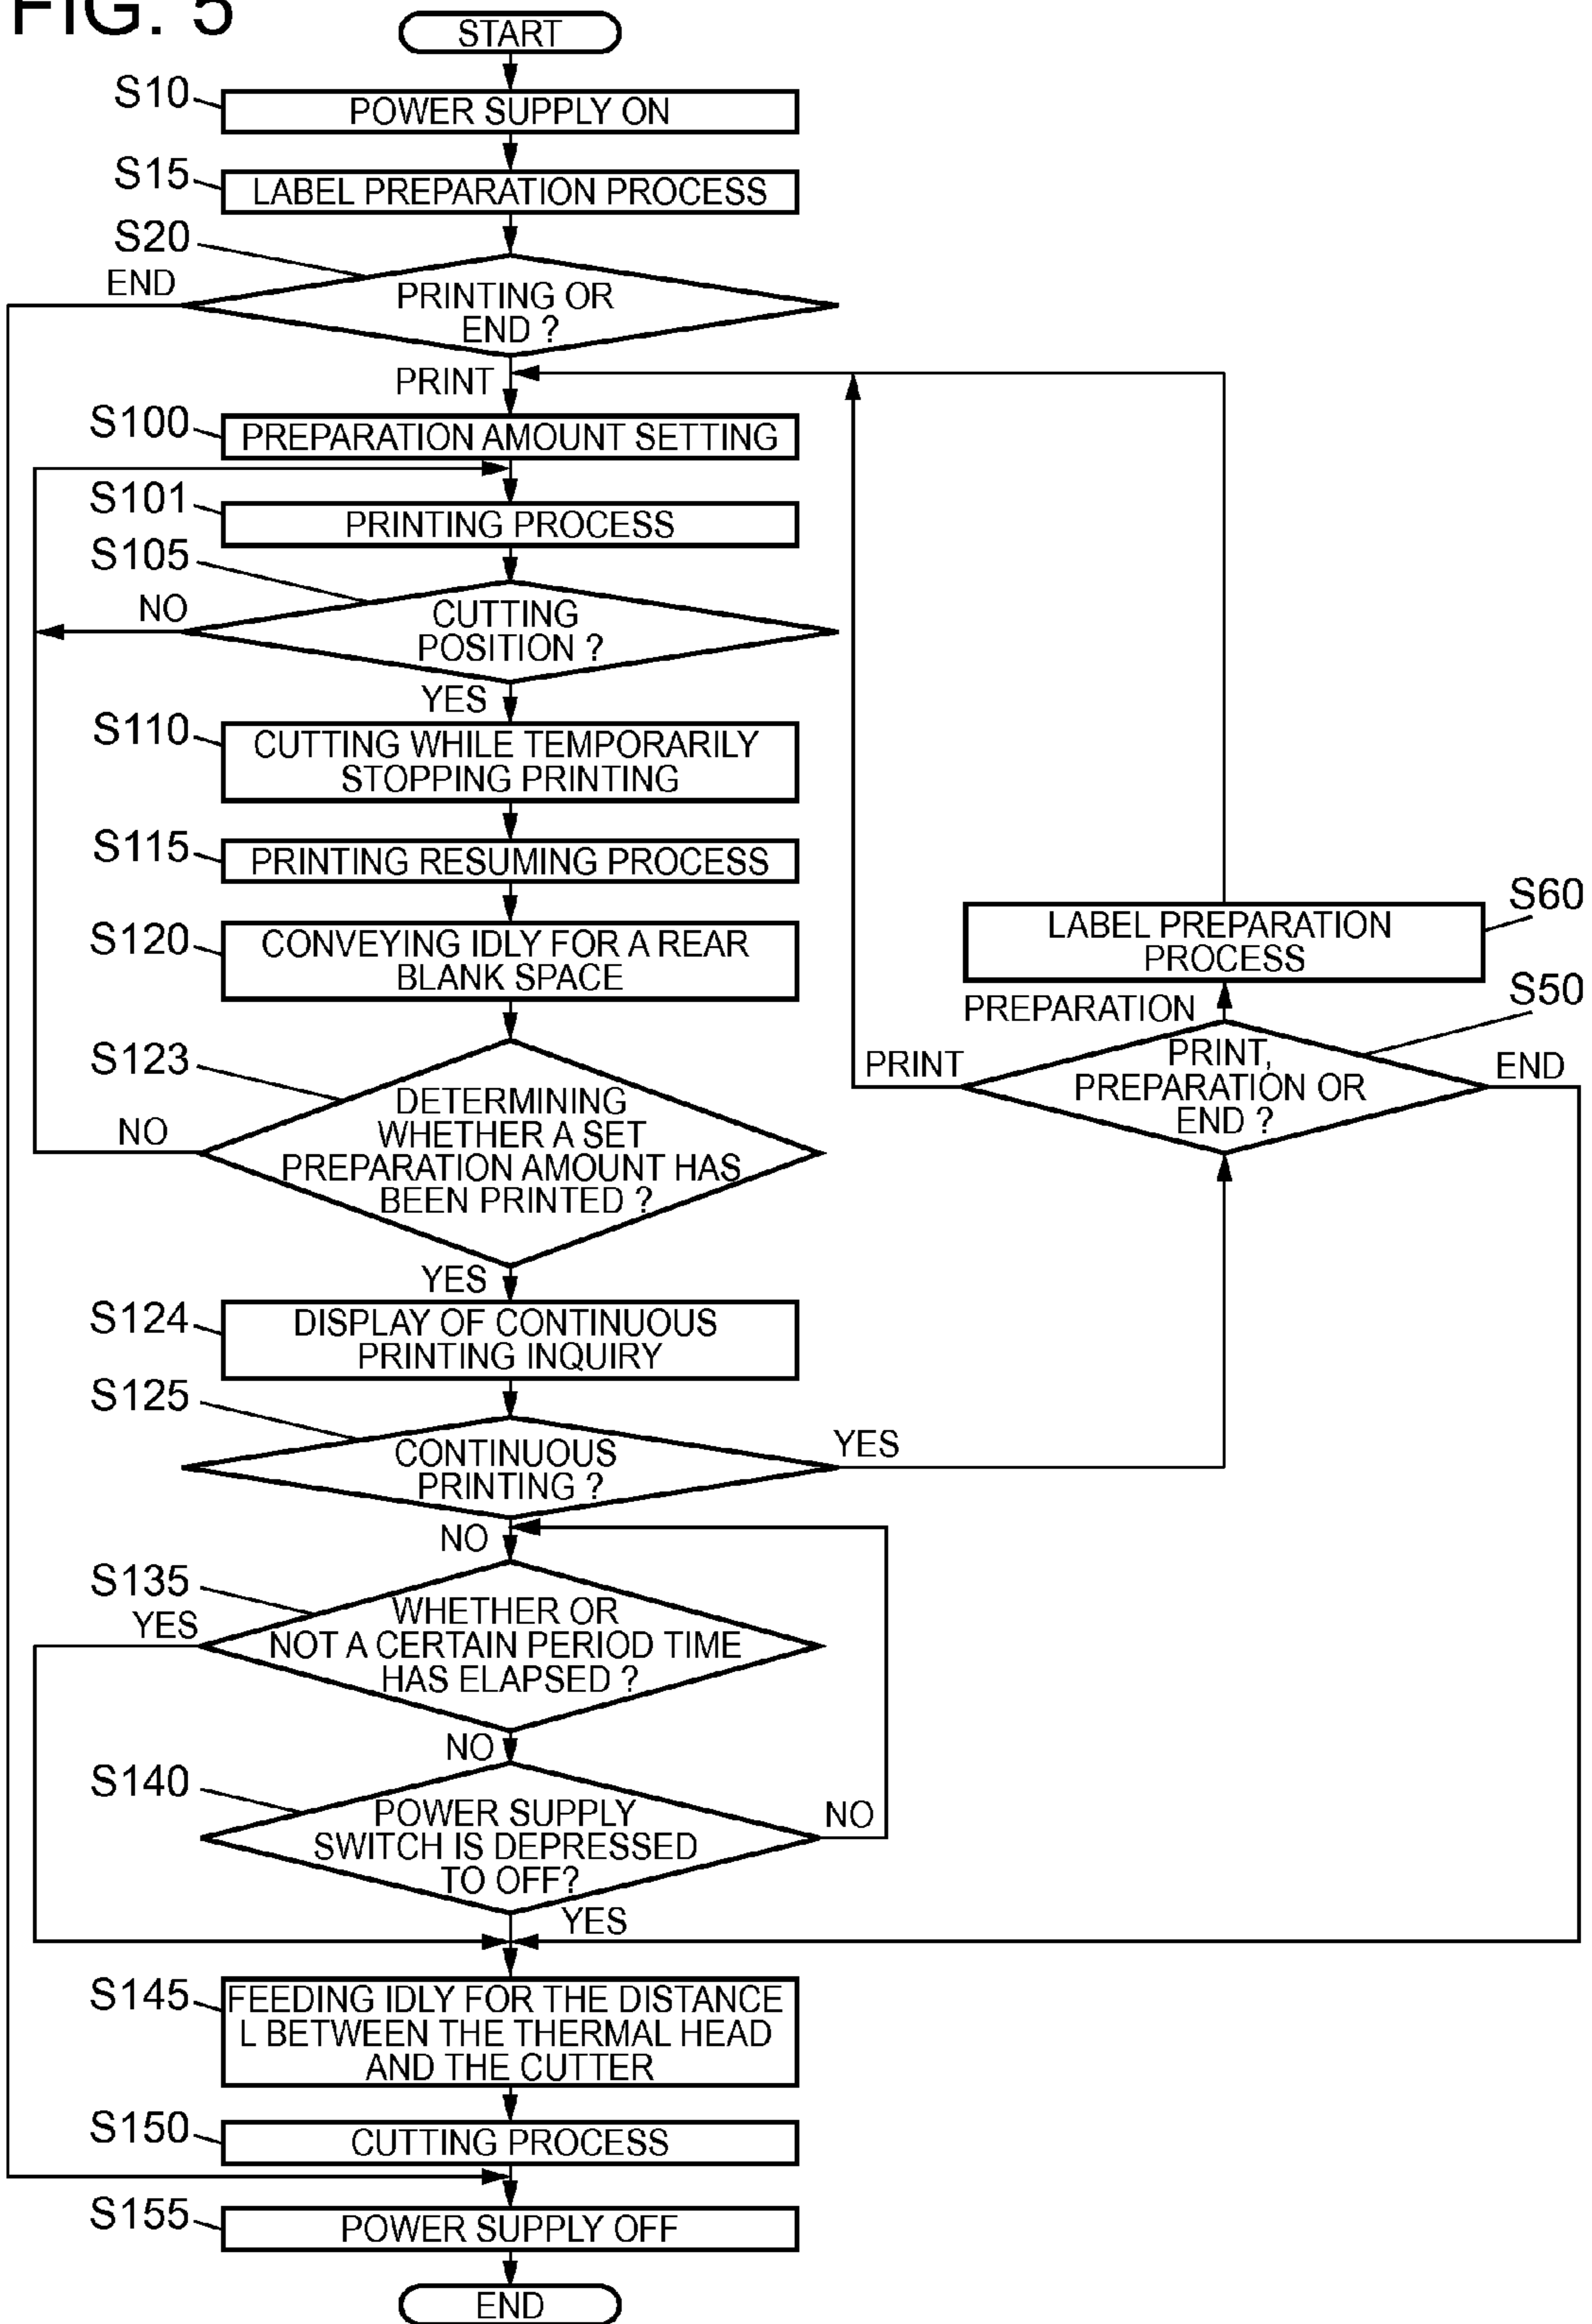 FIG. 5
START
S10
POWER SUPPLY ON
S15
LABEL PREPARATION PROCESS
S20
END
PRINTING OR
END ?
PRINT
S100
PREPARATION AMOUNT SETTING
S101
PRINTING PROCESS
S105
NO
CUTTING
POSITION ?
YES
S110
CUTTING WHILE TEMPORARILY
STOPPING PRINTING
S115
PRINTING RESUMING PROCESS
S120
CONVEYING IDLY FOR A REAR
BLANK SPACE
S123
NO
DETERMINING
WHETHER A SET
PREPARATION AMOUNT HAS
BEEN PRINTED ?
YES
S124
DISPLAY OF CONTINUOUS
PRINTING INQUIRY
S125
CONTINUOUS
PRINTING ?
YES
S60
LABEL PREPARATION
PROCESS
S50
PREPARATION
PRINT
PRINT,
PREPARATION OR
END ?
END
NO
S135
YES
WHETHER OR
NOT A CERTAIN PERIOD TIME
HAS ELAPSED ?
NO
S140
POWER SUPPLY
SWITCH IS DEPRESSED
TO OFF?
NO
YES
S145
FEEDING IDLY FOR THE DISTANCE
L BETWEEN THE THERMAL HEAD
AND THE CUTTER
S150
CUTTING PROCESS
S155
POWER SUPPLY OFF
END